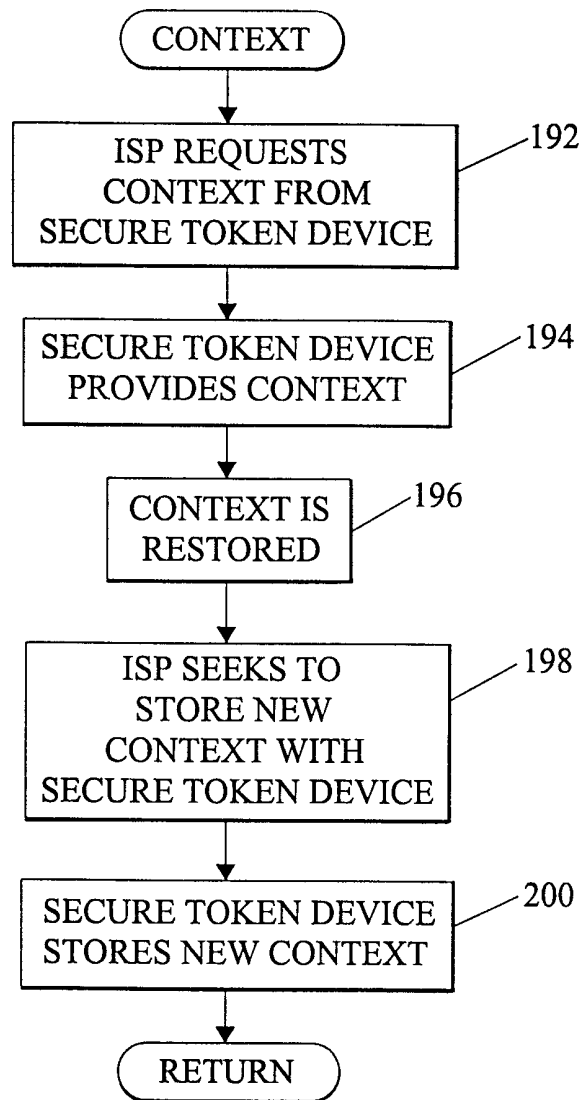 CONTEXT
ISP REQUESTS
CONTEXT FROM
SECURE TOKEN DEVICE
192
SECURE TOKEN DEVICE
PROVIDES CONTEXT
194
CONTEXT IS
RESTORED
196
ISP SEEKS TO
STORE NEW
CONTEXT WITH
SECURE TOKEN DEVICE
198
SECURE TOKEN DEVICE
STORES NEW CONTEXT
200
RETURN